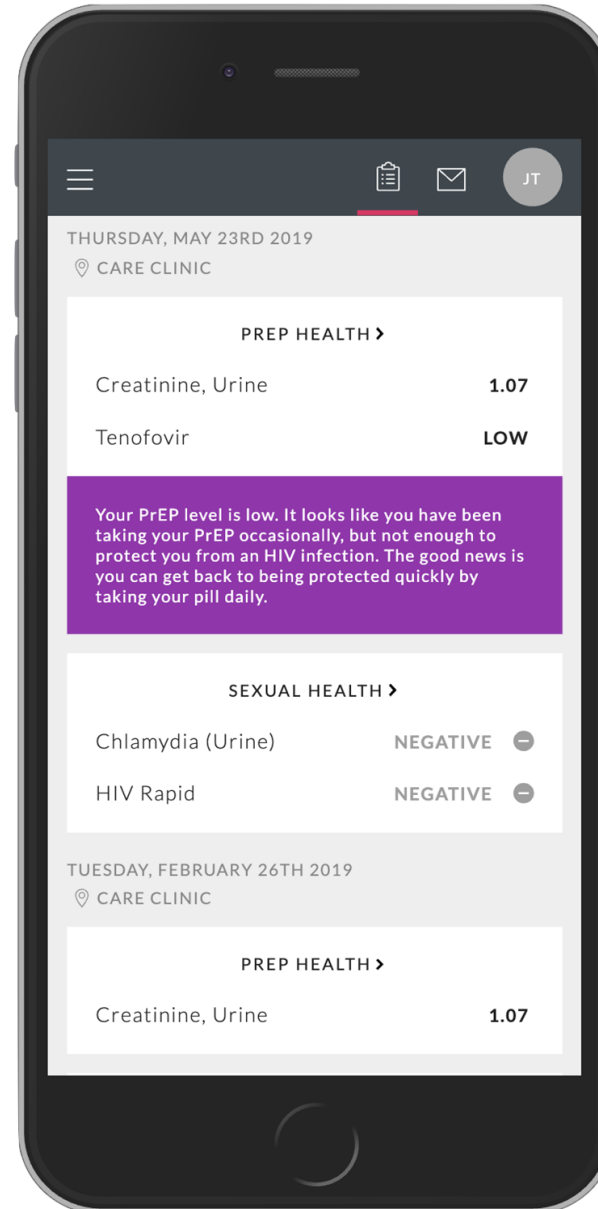 JT
THURSDAY, MAY 23RD 2019
CARE CLINIC
PREP HEALTH >
Creatinine, Urine 1.07
Tenofovir LOW
Your PrEP level is low. It looks like you have been
taking your PrEP occasionally, but not enough to
protect you from an HIV infection. The good news is
you can get back to being protected quickly by
taking your pill daily.
SEXUAL HEALTH >
Chlamydia (Urine) NEGATIVE
HIV Rapid NEGATIVE
TUESDAY, FEBRUARY 26TH 2019
CARE CLINIC
PREP HEALTH >
Creatinine, Urine 1.07